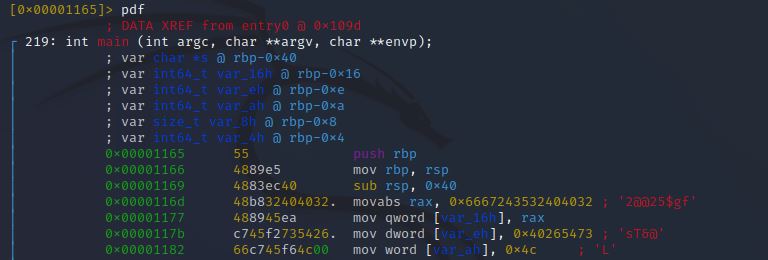 [0×00001165]> pdf
; DATA XREF from entry0 @ 0×109d
219: int main (int argc, char **argv, char **envp);
; var char *s @ rbp-0×40
; var int64_t var_16h @ rbp-0×16
; var int64_t var_eh @ rbp-0×e
; var int64_t var_ah @ rbp-0×a
; var size_t var_8h @ rbp-0×8
; var int64_t var_4h @ rbp-0×4
0×00001165 55 push rbp
0×00001166 4889e5 mov rbp, rsp
0×00001169 4883ec40 sub rsp, 0×40
0×0000116d 48b832404032. movabs rax, 0×6667243532404032 ; '2@@25$gf'
0×00001177 488945ea mov qword [var_16h], rax
0×0000117b c745f2735426. mov dword [var_eh], 0×40265473 ; 'sT&@'
0×00001182 66c745f64c00 mov word [var_ah], 0×4c ; 'L'